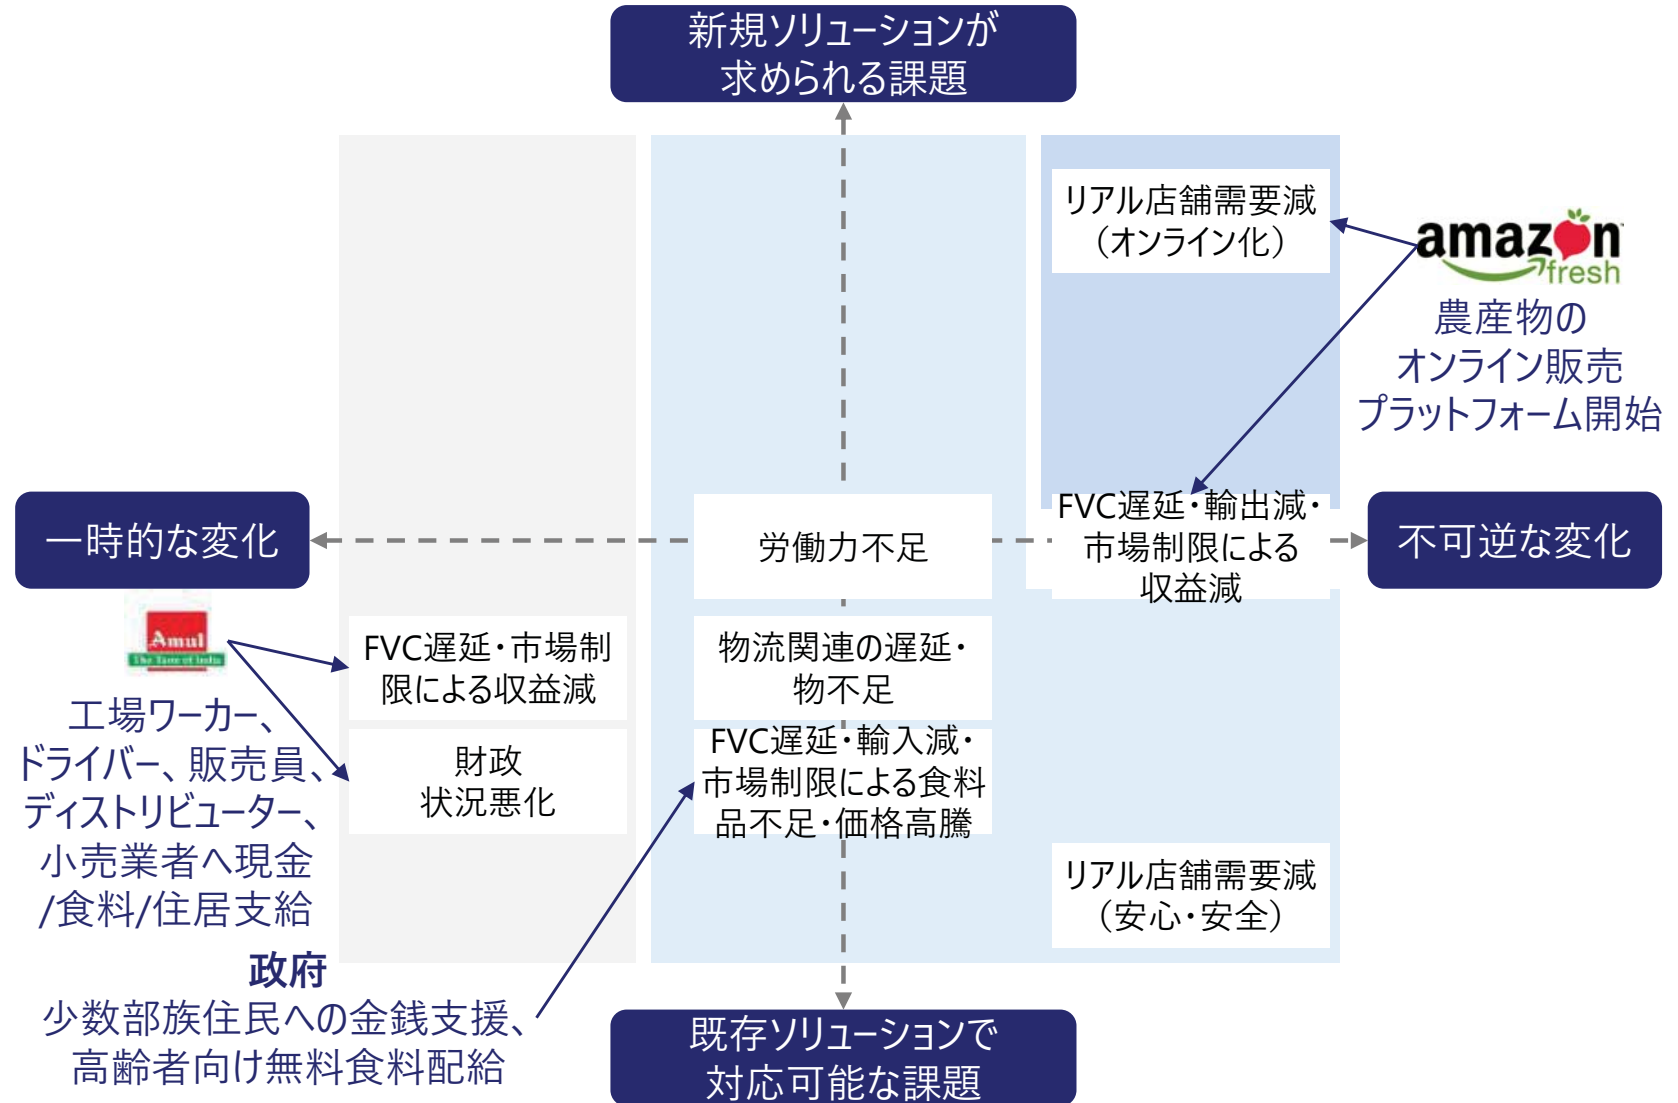 新規ソリューションが
求められる課題
リアル店舗需要減
（オンライン化）
amazon
fresh
農産物の
オンライン販売
プラットフォーム開始
一時的な変化
労働力不足
FVC遅延・輸出減・
市場制限による
収益減
不可逆な変化
Amul
The Taste of India
FVC遅延・市場制
限による収益減
物流関連の遅延・
物不足
工場ワーカー、
ドライバー、販売員、
ディストリビューター、
小売業者へ現金
/食料/住居支給
財政
状況悪化
FVC遅延・輸入減・
市場制限による食料
品不足・価格高騰
リアル店舗需要減
（安心・安全）
政府
少数部族住民への金銭支援、
高齢者向け無料食料配給
既存ソリューションで
対応可能な課題